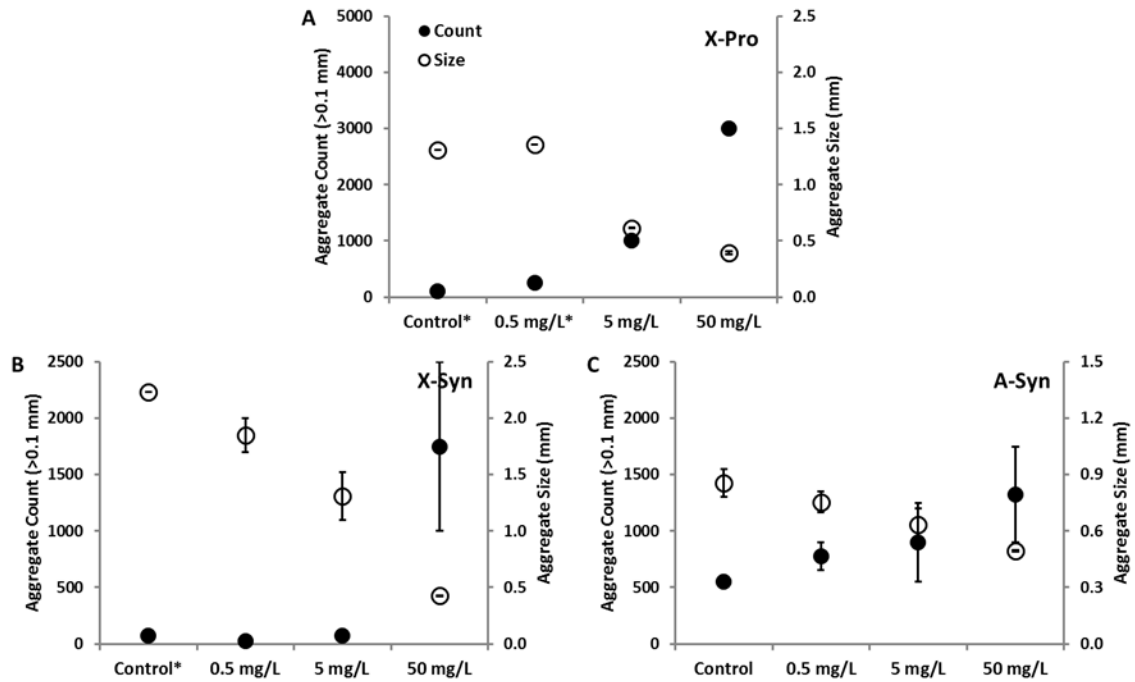 A
X-Pro
Count
Size
Aggregate Count (>0.1 mm)
5000
4000
3000
2000
1000
0
2.5
2.0
1.5
1.0
0.5
0.0
Aggregate Size (mm)
Control* 0.5 mg/L* 5 mg/L 50 mg/L
B
X-Syn
Aggregate Count (>0.1 mm)
2500
2000
1500
1000
500
0
2.5
2.0
1.5
1.0
0.5
0.0
Aggregate Size (mm)
Control* 0.5 mg/L 5 mg/L 50 mg/L
C
A-Syn
Aggregate Count (>0.1 mm)
2500
2000
1500
1000
500
0
1.5
1.2
0.9
0.6
0.3
0.0
Aggregate Size (mm)
Control 0.5 mg/L 5 mg/L 50 mg/L